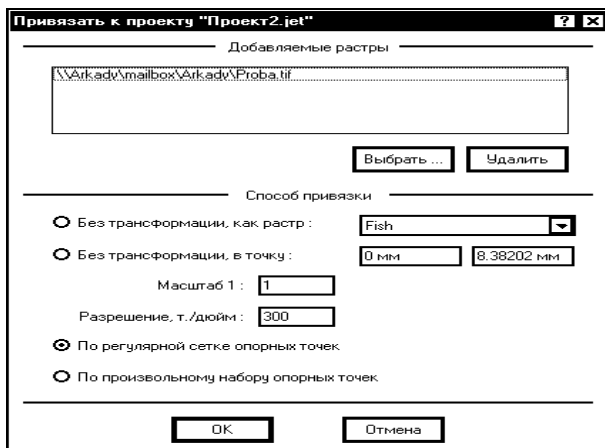 Привязать к проекту "Проект2.jet"
Добавляемые растры
\\Arkady\mailbox\Arkady\Proba.tif
Выбрать ... Удалить
Способ привязки
Без трансформации, как растр : Fish
Без трансформации, в точку : 0 мм 8.38202 мм
Масштаб 1 : 1
Разрешение, т./дюйм : 300
По регулярной сетке опорных точек
По произвольному набору опорных точек
OK Отмена